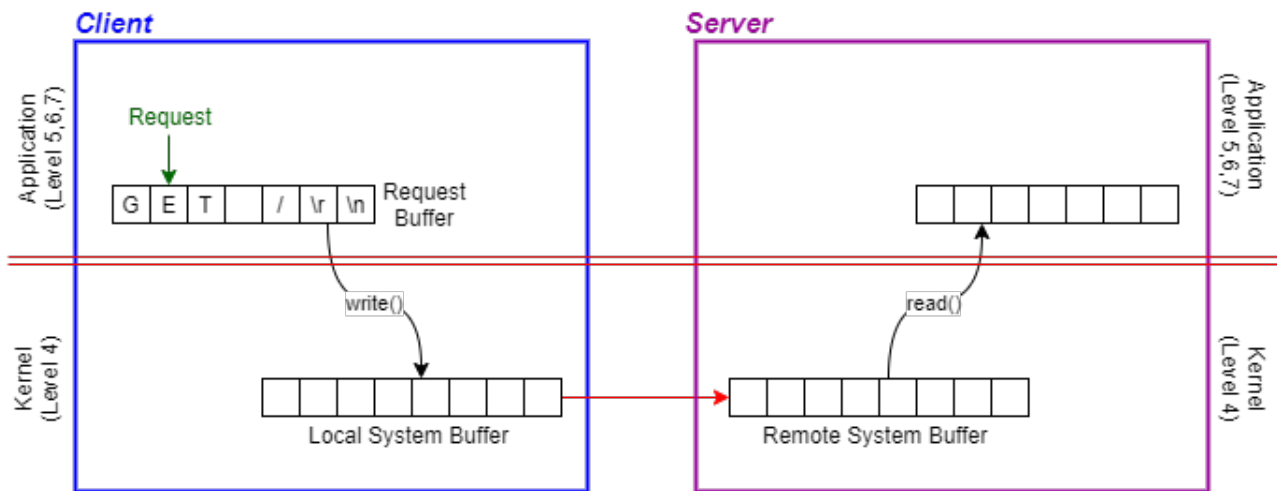 Client
Server
Application
(Level 5,6,7)
Request
G E T / \r \n
Request
Buffer
Application
(Level 5,6,7)
write()
read()
Kernel
(Level 4)
Local System Buffer
Remote System Buffer
Kernel
(Level 4)